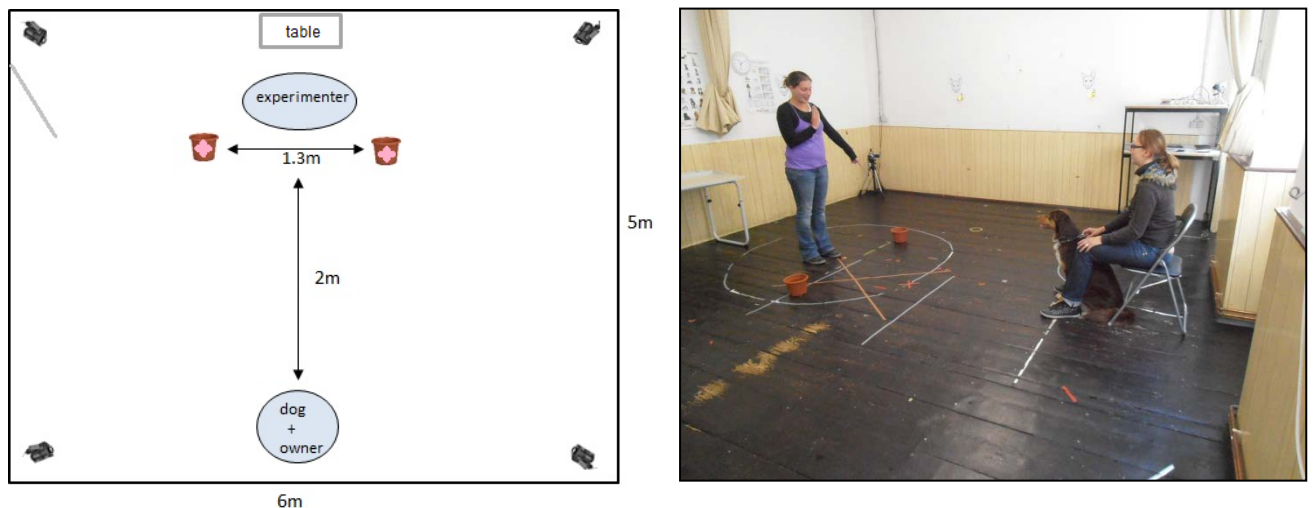 table
experimenter
1.3m
5m
2m
dog
+
owner
6m